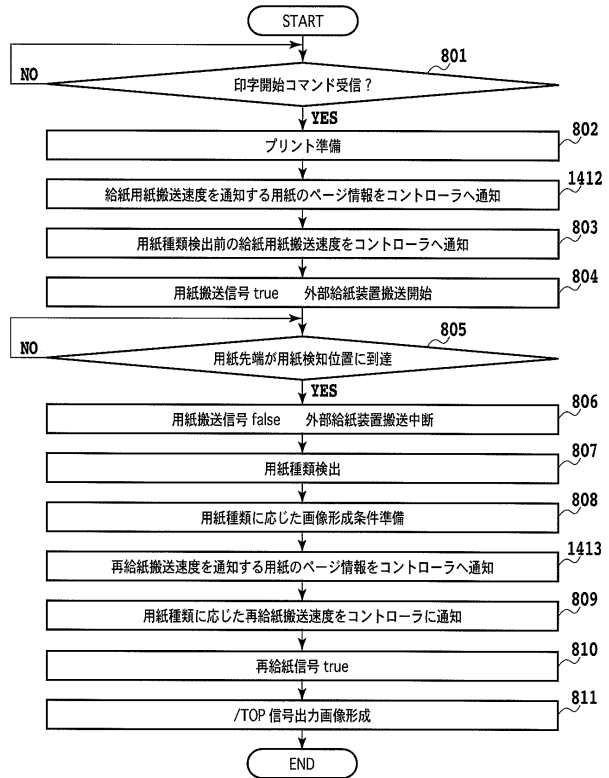 START
801
NO
印字開始コマンド受信？
YES
802
プリント準備
1412
給紙用紙搬送速度を通知する用紙のページ情報をコントローラへ通知
803
用紙種類検出前の給紙用紙搬送速度をコントローラへ通知
804
用紙搬送信号 true 外部給紙装置搬送開始
805
NO
用紙先端が用紙検知位置に到達
YES
806
用紙搬送信号 false 外部給紙装置搬送中断
807
用紙種類検出
808
用紙種類に応じた画像形成条件準備
1413
再給紙搬送速度を通知する用紙のページ情報をコントローラへ通知
809
用紙種類に応じた再給紙搬送速度をコントローラに通知
810
再給紙信号 true
811
/TOP 信号出力画像形成
END